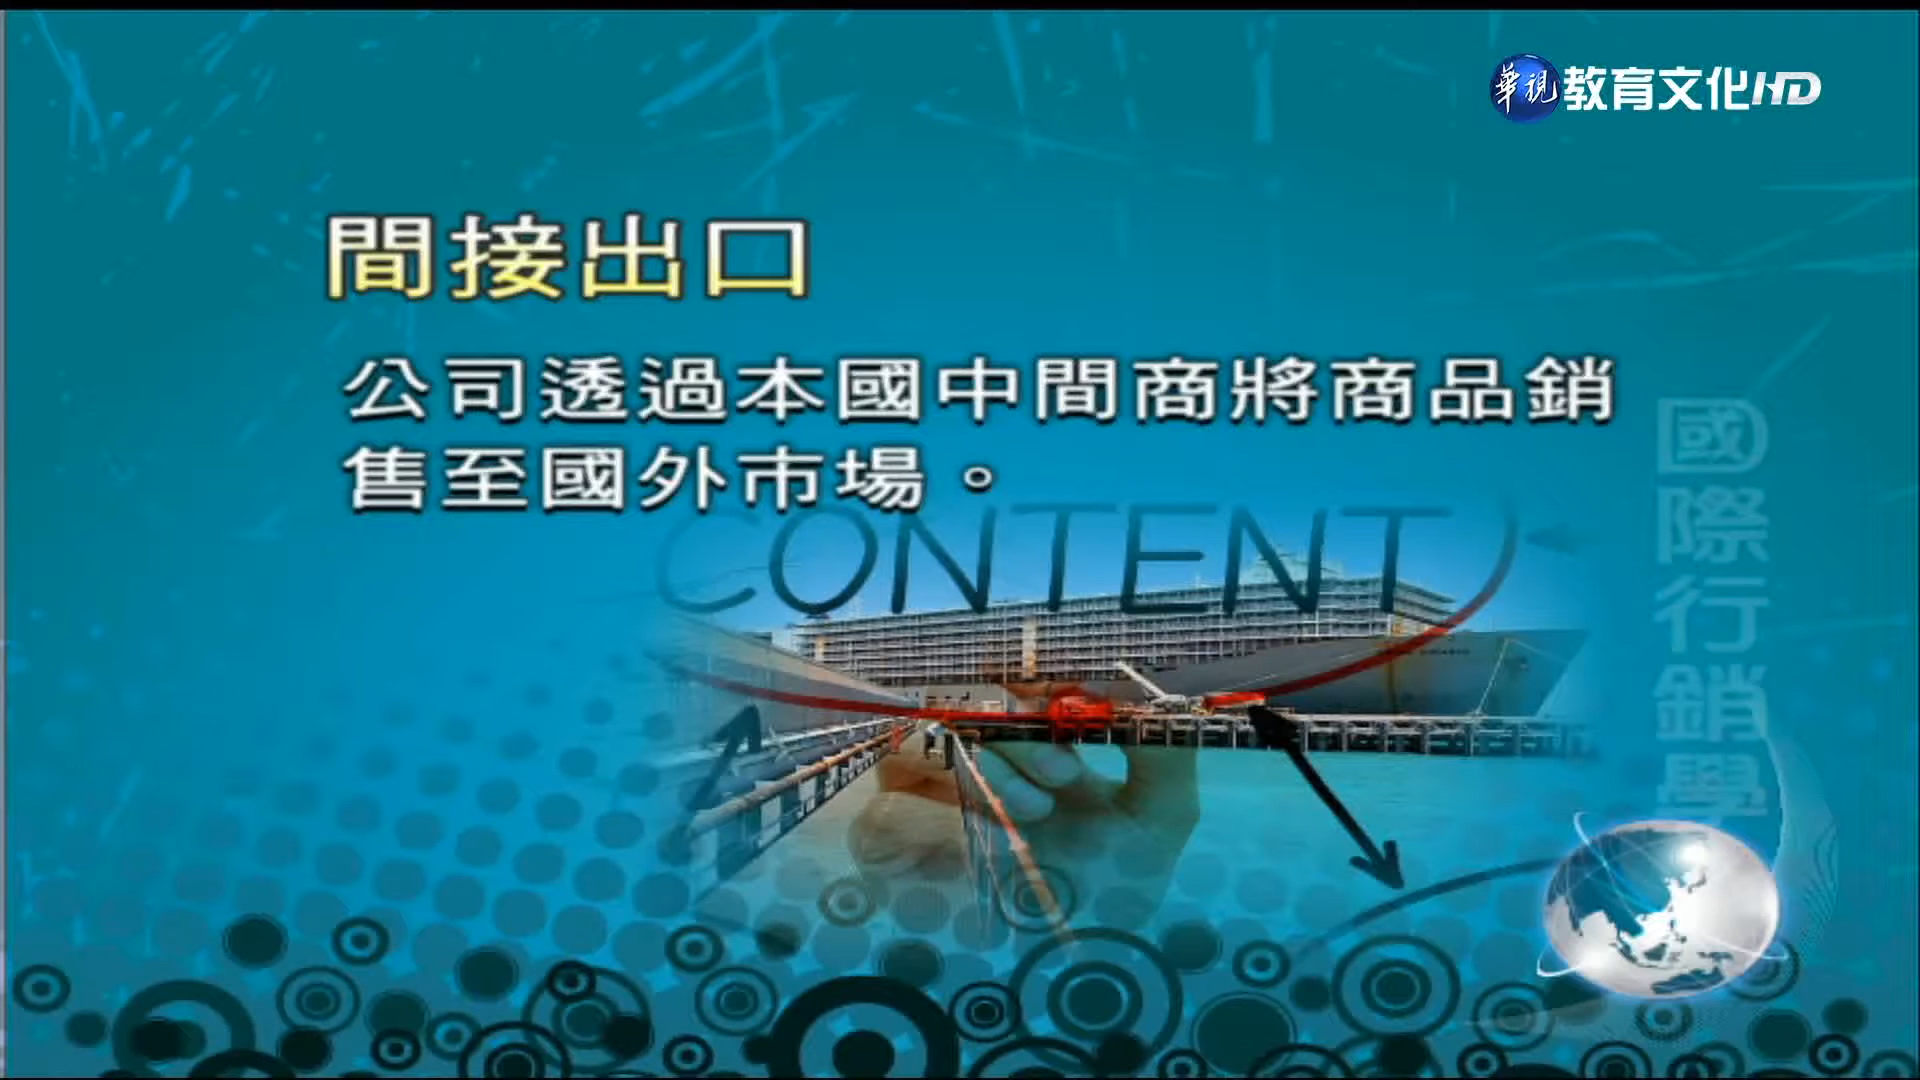 華視 教育文化HD
間接出口
公司透過本國中間商將商品銷
售至國外市場。
CONTENT
國際行銷學